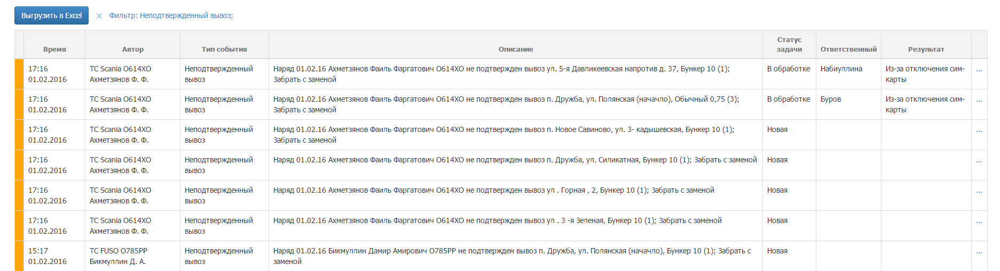 Выгрузить в Excel × Фильтр: Неподтвержденный вывоз;
Время Автор Тип события Описание Статус задачи Ответственный Результат
17:16
01.02.2016
ТС Scania О614ХО
Ахметзянов Ф. Ф.
Неподтвержденный
вывоз
Наряд 01.02.16 Ахметзянов Фаиль Фаргатович О614ХО не подтвержден вывоз ул. 5-я Давликеевская напротив д. 37, Бункер 10 (1);
Забрать с заменой
В обработке
Набиуллина
Из-за отключения сим-
карты
...
17:16
01.02.2016
ТС Scania О614ХО
Ахметзянов Ф. Ф.
Неподтвержденный
вывоз
Наряд 01.02.16 Ахметзянов Фаиль Фаргатович О614ХО не подтвержден вывоз п. Дружба, ул. Полянская (начачло), Обычный 0,75 (3);
Забрать с заменой
В обработке
Буров
Из-за отключения сим-
карты
...
17:16
01.02.2016
ТС Scania О614ХО
Ахметзянов Ф. Ф.
Неподтвержденный
вывоз
Наряд 01.02.16 Ахметзянов Фаиль Фаргатович О614ХО не подтвержден вывоз п. Новое Савиново, ул. 3- кадышевская, Бункер 10 (1);
Забрать с заменой
Новая
...
17:16
01.02.2016
ТС Scania О614ХО
Ахметзянов Ф. Ф.
Неподтвержденный
вывоз
Наряд 01.02.16 Ахметзянов Фаиль Фаргатович О614ХО не подтвержден вывоз п. Дружба, ул. Силикатная, Бункер 10 (1); Забрать с заменой
Новая
...
17:16
01.02.2016
ТС Scania О614ХО
Ахметзянов Ф. Ф.
Неподтвержденный
вывоз
Наряд 01.02.16 Ахметзянов Фаиль Фаргатович О614ХО не подтвержден вывоз ул . Горная , 2, Бункер 10 (1); Забрать с заменой
Новая
...
17:16
01.02.2016
ТС Scania О614ХО
Ахметзянов Ф. Ф.
Неподтвержденный
вывоз
Наряд 01.02.16 Ахметзянов Фаиль Фаргатович О614ХО не подтвержден вывоз ул . 3 -я Зеленая, Бункер 10 (1); Забрать с заменой
Новая
...
15:17
01.02.2016
ТС FUSO О785РР
Бикмуллин Д. А.
Неподтвержденный
вывоз
Наряд 01.02.16 Бикмуллин Дамир Амирович О785РР не подтвержден вывоз п. Дружба, ул. Полянская (начачло), Бункер 10 (1); Забрать с
заменой
Новая
...